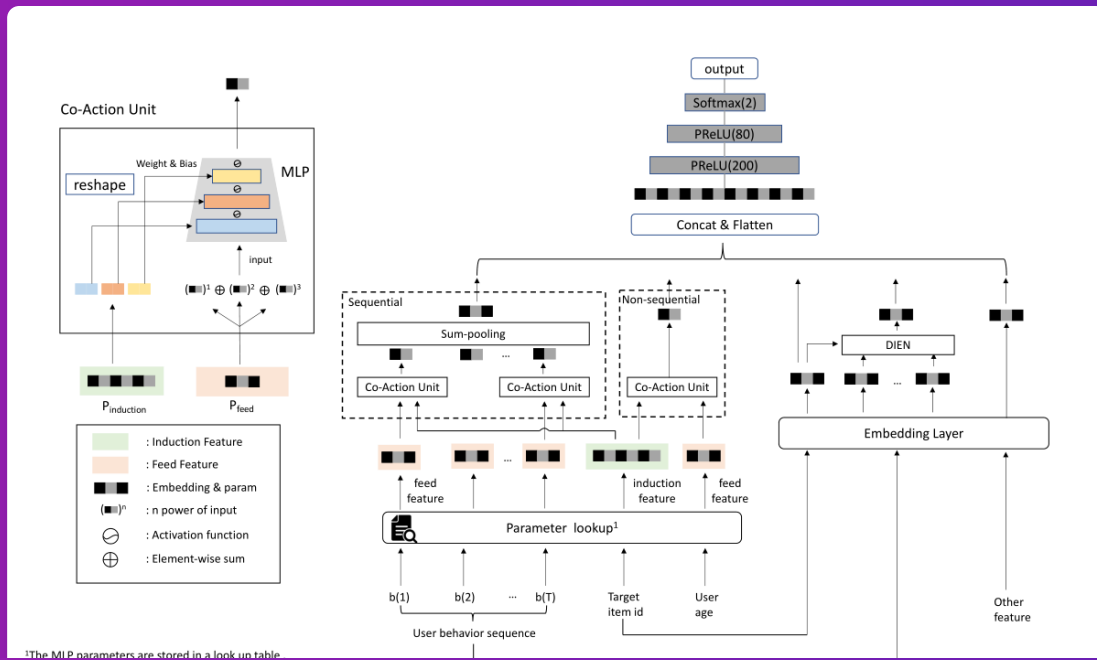 output
Softmax(2)
PReLU(80)
PReLU(200)
Concat & Flatten
Co-Action Unit
Weight & Bias
MLP
reshape
input
( )¹ ⊕ ( )² ⊕ ( )³
P induction
P feed
: Induction Feature
: Feed Feature
: Embedding & param
( )ⁿ : n power of input
: Activation function
: Element-wise sum
Sequential
Sum-pooling
...
Co-Action Unit
Co-Action Unit
Non-sequential
Co-Action Unit
DIEN
...
Embedding Layer
...
feed
feature
induction
feature
feed
feature
Parameter lookup¹
b(1)
b(2)
...
b(T)
Target
item id
User
age
Other
feature
User behavior sequence
¹The MLP parameters are stored in a look up table